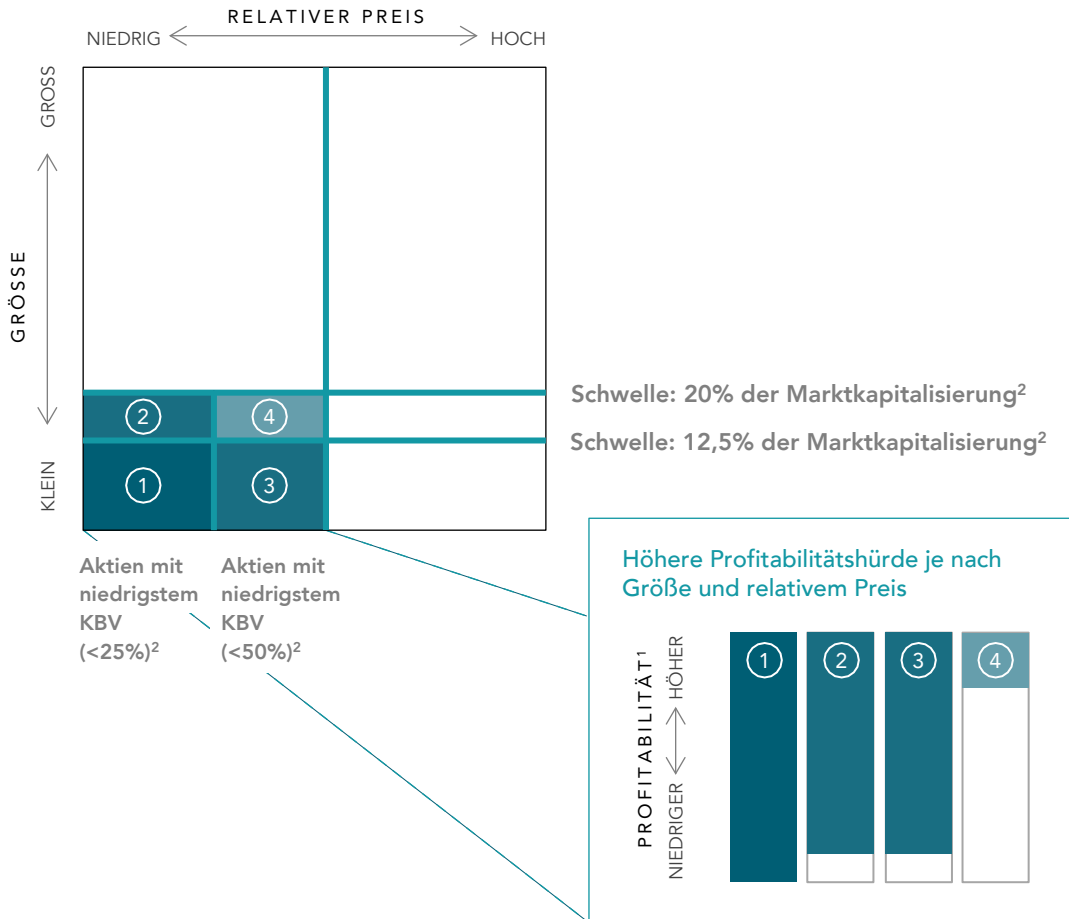 RELATIVER PREIS
NIEDRIG
HOCH
GROSS
GRÖSSE
KLEIN
2
4
1
3
Schwelle: 20% der Marktkapitalisierung²
Schwelle: 12,5% der Marktkapitalisierung²
Aktien mit
niedrigstem
KBV
(<25%)²
Aktien mit
niedrigstem
KBV
(<50%)²
Höhere Profitabilitätshürde je nach
Größe und relativem Preis
PROFITABILITÄT¹
HÖHER
NIEDRIGER
1
2
3
4